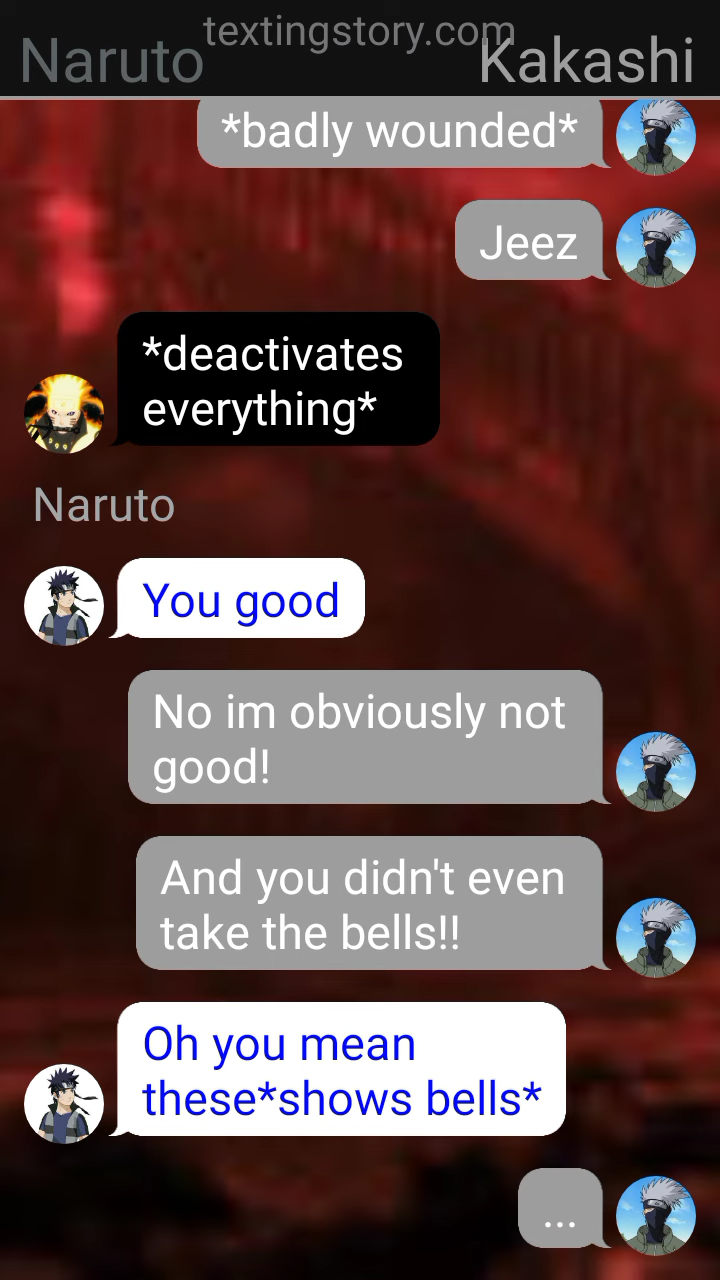 textingstory.com
Naruto
Kakashi
*badly wounded*
Jeez
*deactivates
everything*
Naruto
You good
No im obviously not
good!
And you didn't even
take the bells!!
Oh you mean
these*shows bells*
...